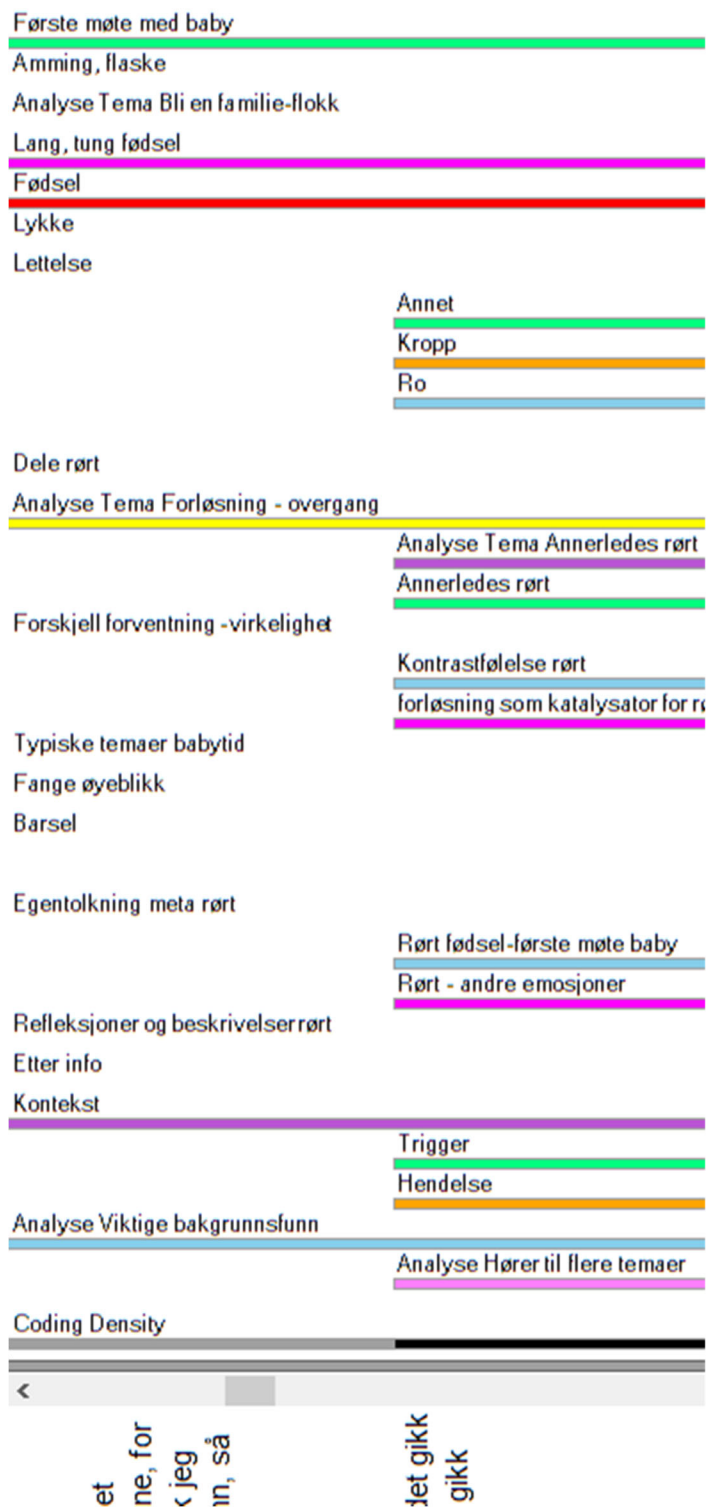 Første møte med baby
Amming, flaske
Analyse Tema Bli en familie-flokk
Lang, tung fødsel
Fødsel
Lykke
Lettelse
Annet
Kropp
Ro
Dele rørt
Analyse Tema Forløsning - overgang
Analyse Tema Annerledes rørt
Annerledes rørt
Forskjell forventning -virkelighet
Kontrastfølelse rørt
forløsning som katalysator for
Typiske temaer babytid
Fange øyeblikk
Barsel
Egentolkning meta rørt
Rørt fødsel-første møte baby
Rørt - andre emosjoner
Refleksjoner og beskrivelser rørt
Etter info
Kontekst
Trigger
Hendelse
Analyse Viktige bakgrunnsfunn
Analyse Hører til flere temaer
Coding Density
et
ne, for
jeg
n, så
det gikk
gikk